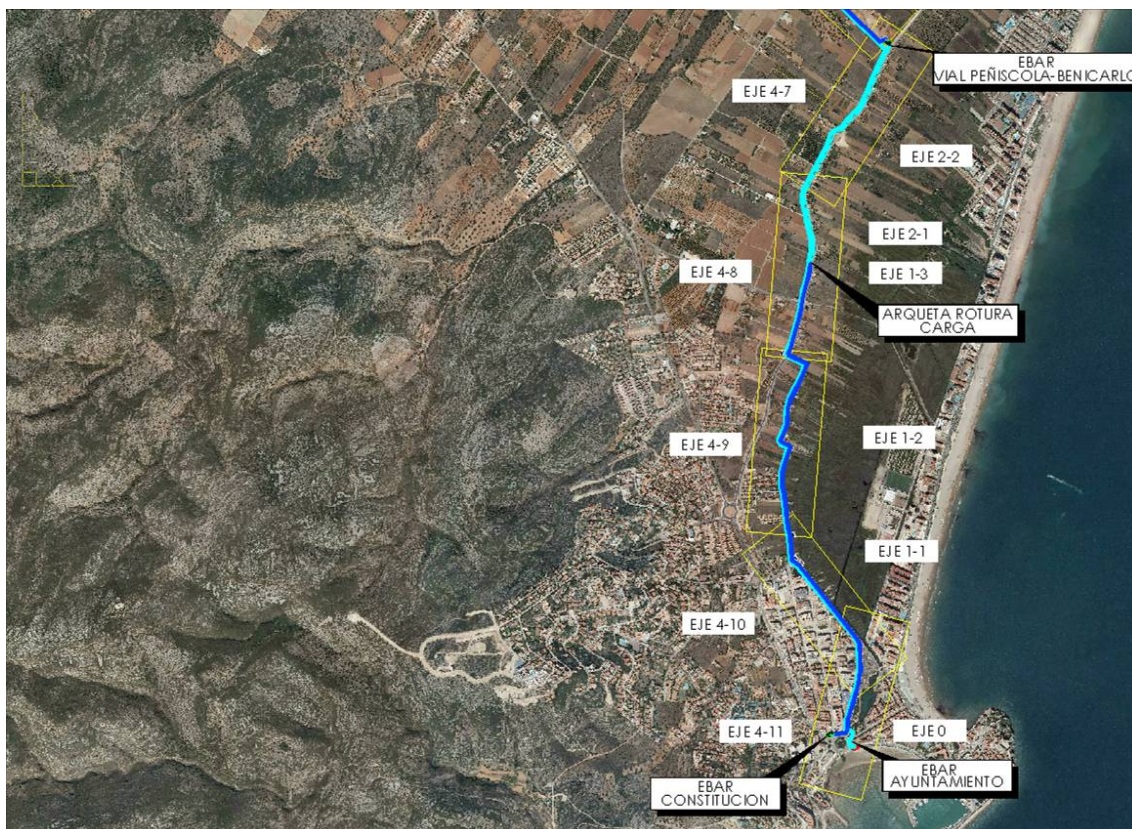 EBAR
VIAL PEÑISCOLA-BENICARLO
EJE 4-7
EJE 2-2
EJE 2-1
EJE 4-8
EJE 1-3
ARQUETA ROTURA
CARGA
EJE 4-9
EJE 1-2
EJE 1-1
EJE 4-10
EJE 4-11
EJE 0
EBAR
AYUNTAMIENTO
EBAR
CONSTITUCION